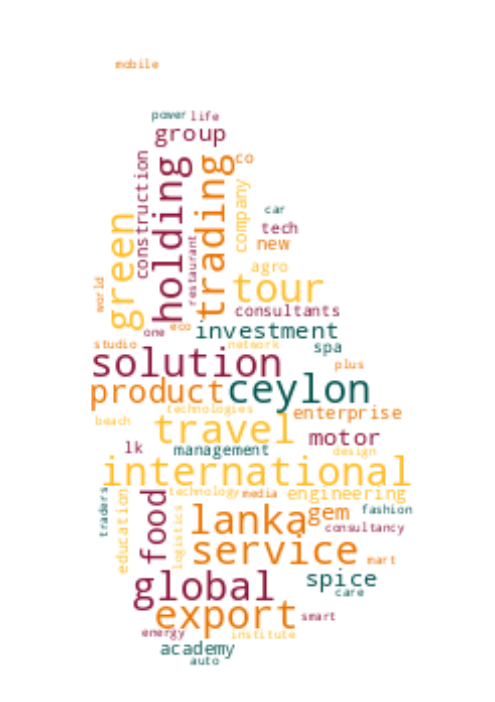 mobile
power life
group
co
construction
holding
trading
company
green
restaurant
car
tech
new
agro
world
tour
consultants
one eco investment
studio network spa
solution plus
product ceylon
technologies enterprise
beach travel motor
lk management design
international
traders education food technology media engineering
logistics lanka gem fashion
consultancy
service mart
global spice
care
export smart
energy institute
academy
auto